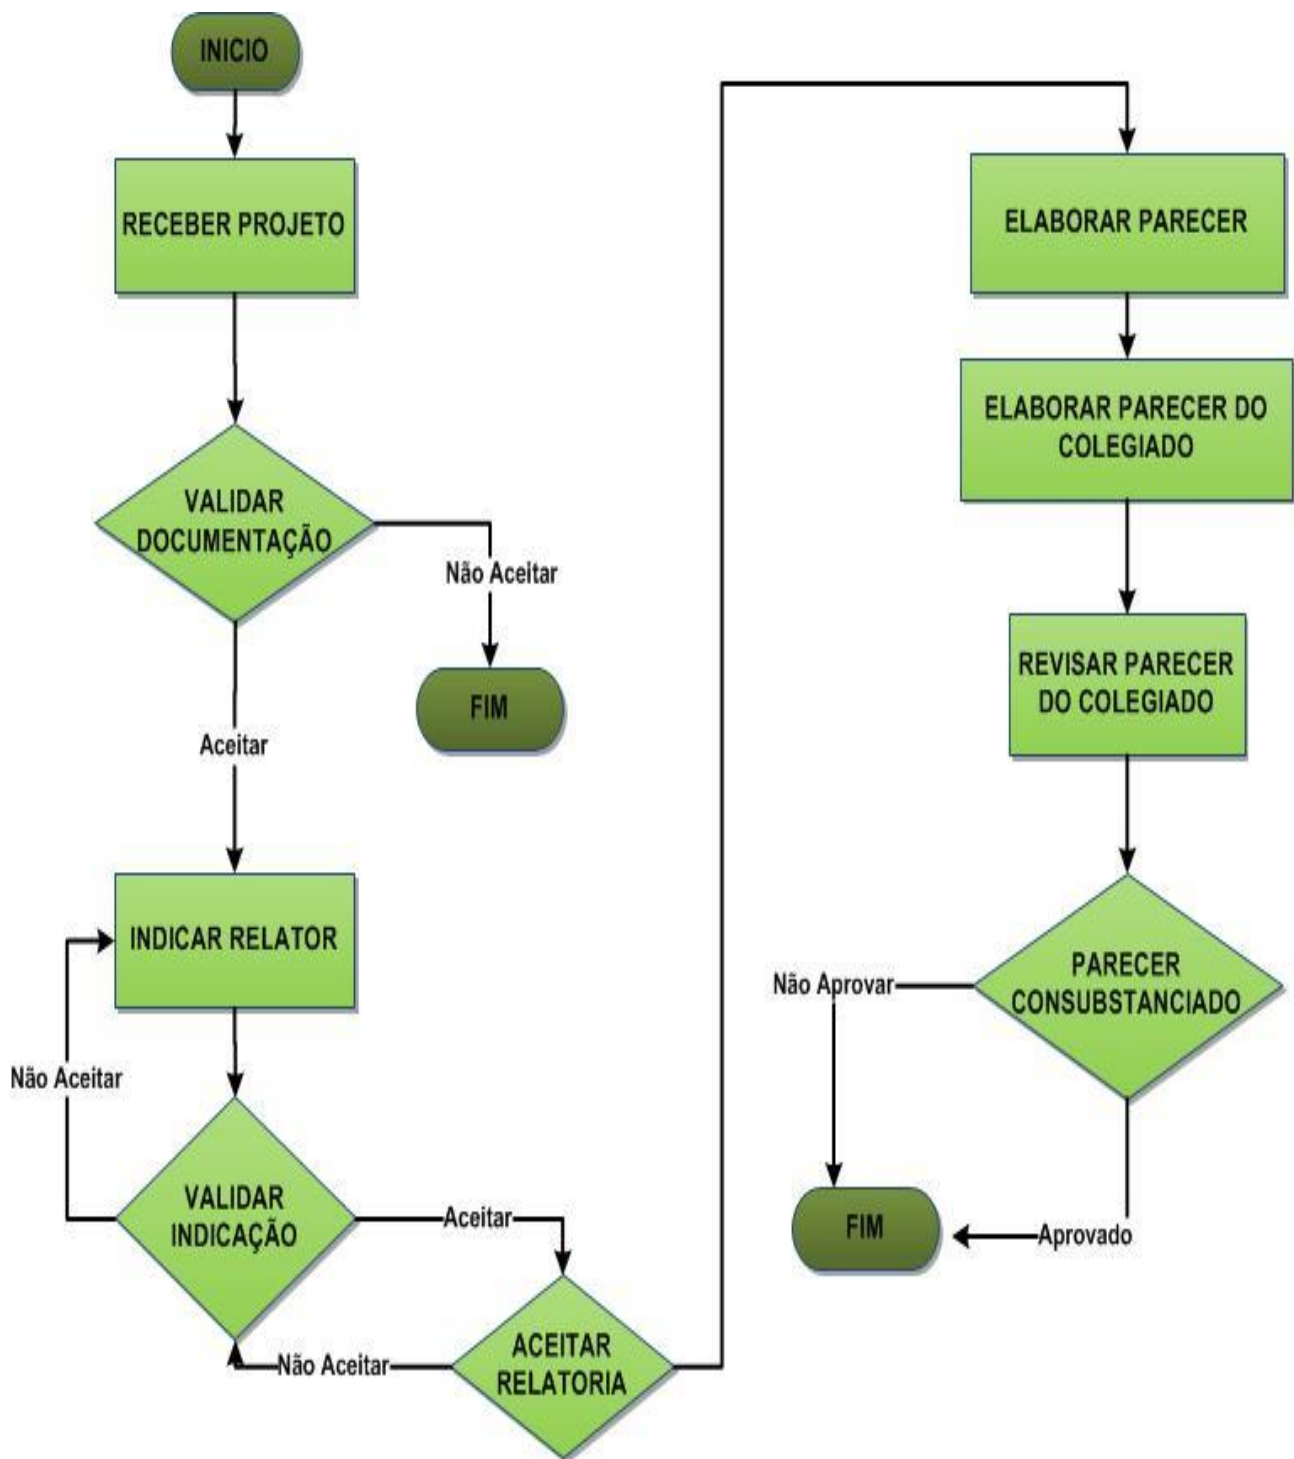 INICIO
RECEBER PROJETO
VALIDAR
DOCUMENTAÇÃO
Não Aceitar
FIM
Aceitar
INDICAR RELATOR
Não Aceitar
VALIDAR
INDICAÇÃO
Aceitar
ACEITAR
RELATORIA
Não Aceitar
ELABORAR PARECER
ELABORAR PARECER DO
COLEGIADO
REVISAR PARECER
DO COLEGIADO
PARECER
CONSUBSTANCIADO
Não Aprovar
FIM
Aprovado